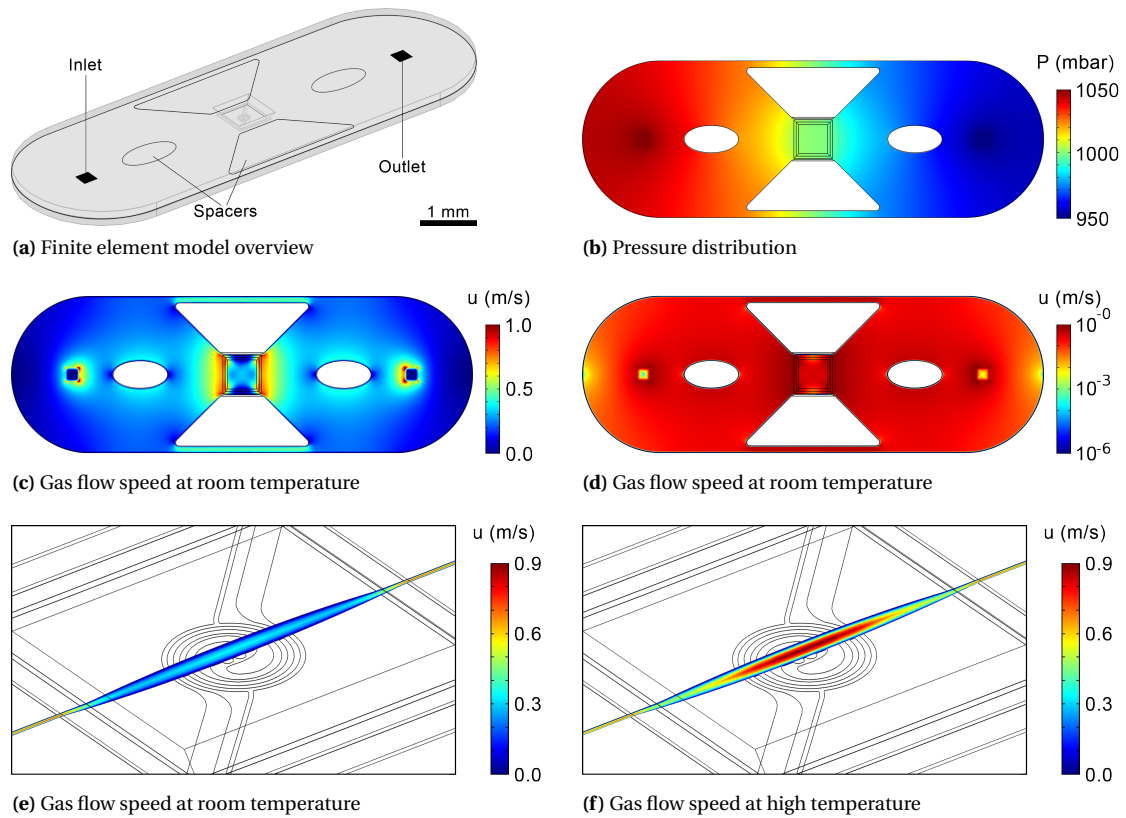 Inlet
Outlet
Spacers
1 mm
(a) Finite element model overview
P (mbar)
1050
1000
950
(b) Pressure distribution
u (m/s)
1.0
0.5
0.0
(c) Gas flow speed at room temperature
u (m/s)
10⁻⁰
10⁻³
10⁻⁶
(d) Gas flow speed at room temperature
u (m/s)
0.9
0.6
0.3
0.0
(e) Gas flow speed at room temperature
u (m/s)
0.9
0.6
0.3
0.0
(f) Gas flow speed at high temperature